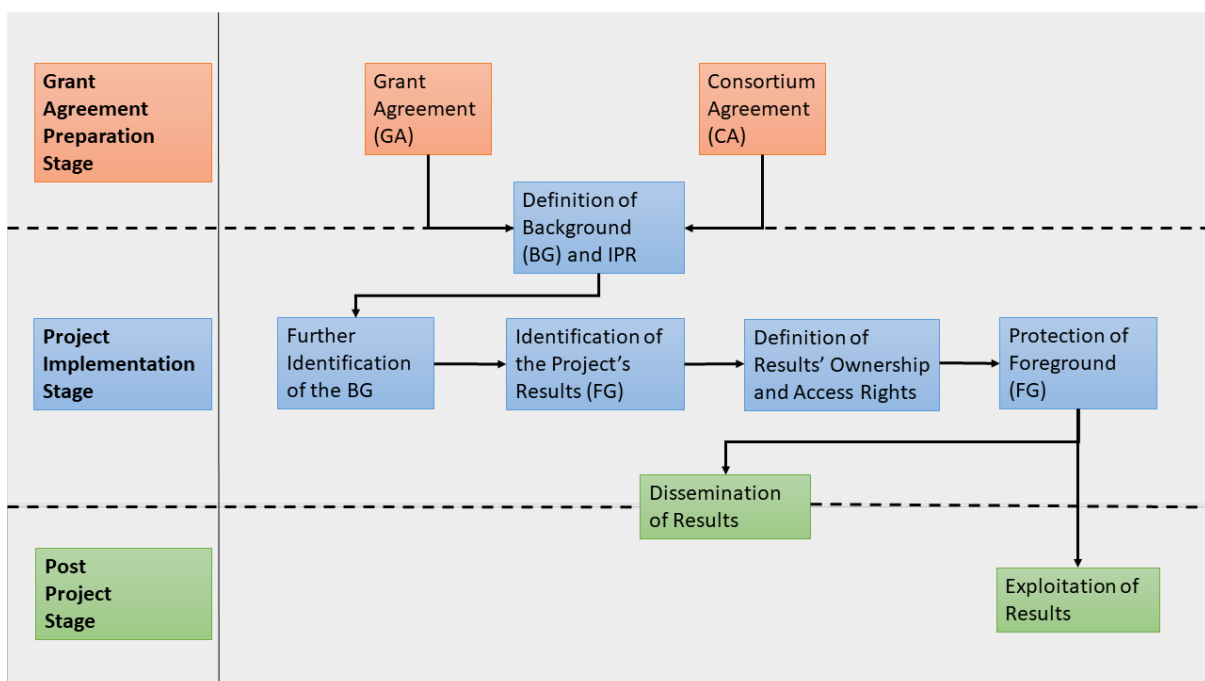 Grant
Agreement
Preparation
Stage
Grant
Agreement
(GA)
Consortium
Agreement
(CA)
Definition of
Background
(BG) and IPR
Project
Implementation
Stage
Further
Identification
of the BG
Identification of
the Project’s
Results (FG)
Definition of
Results’ Ownership
and Access Rights
Protection of
Foreground
(FG)
Dissemination
of Results
Post
Project
Stage
Exploitation of
Results